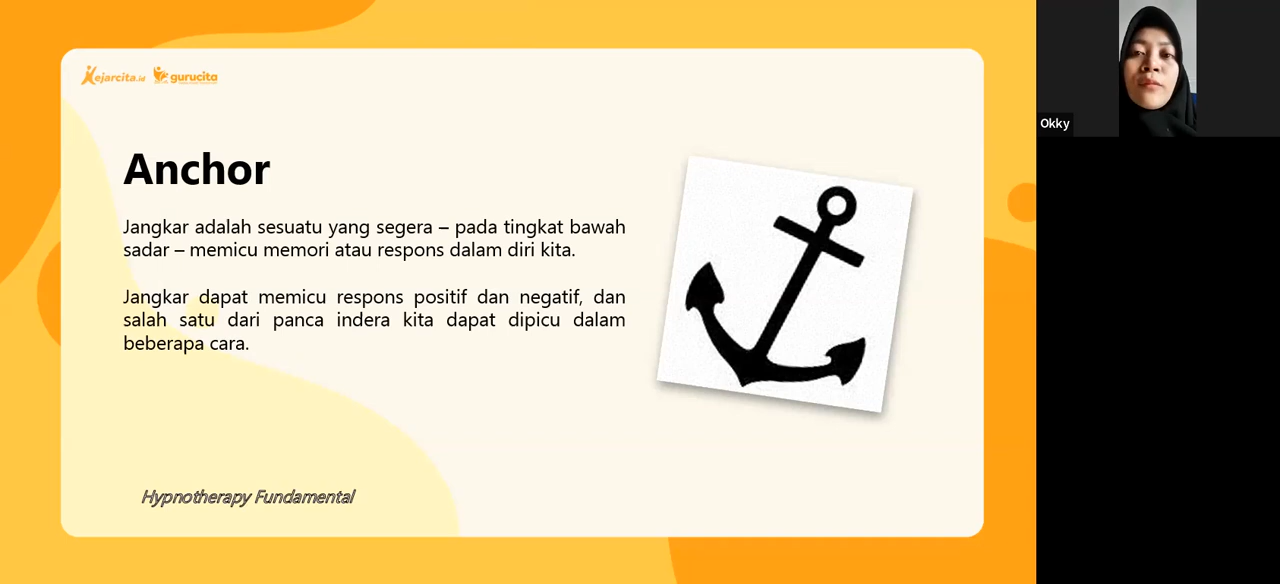 Kejarcita.id gurucita
Anchor
Jangkar adalah sesuatu yang segera – pada tingkat bawah
sadar – memicu memori atau respons dalam diri kita.
Jangkar dapat memicu respons positif dan negatif, dan
salah satu dari panca indera kita dapat dipicu dalam
beberapa cara.
Hypnotherapy Fundamental
Okky